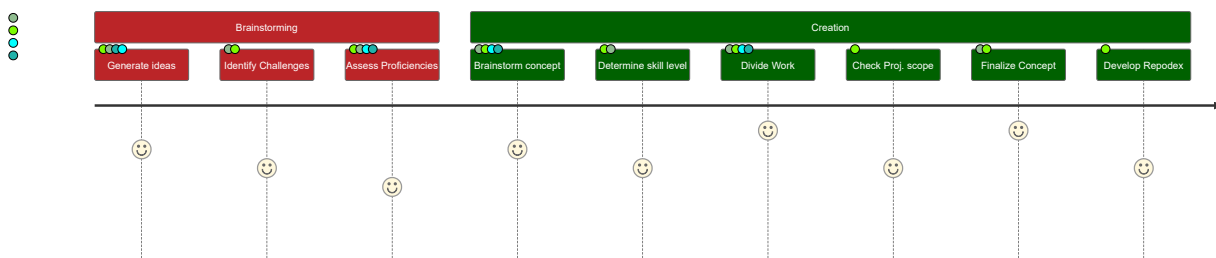 Brainstorming
Creation
Generate ideas
Identify Challenges
Assess Proficiencies
Brainstorm concept
Determine skill level
Divide Work
Check Proj. scope
Finalize Concept
Develop Repodex